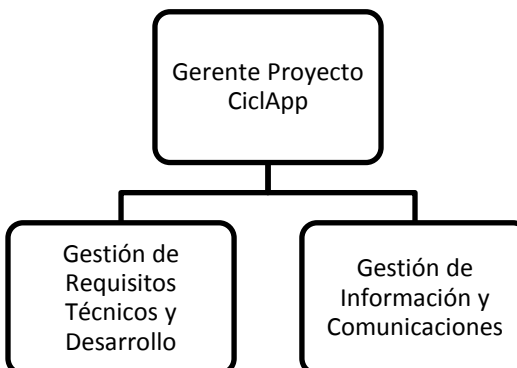 Gerente Proyecto
CiclApp
Gestión de
Requisitos
Técnicos y
Desarrollo
Gestión de
Información y
Comunicaciones